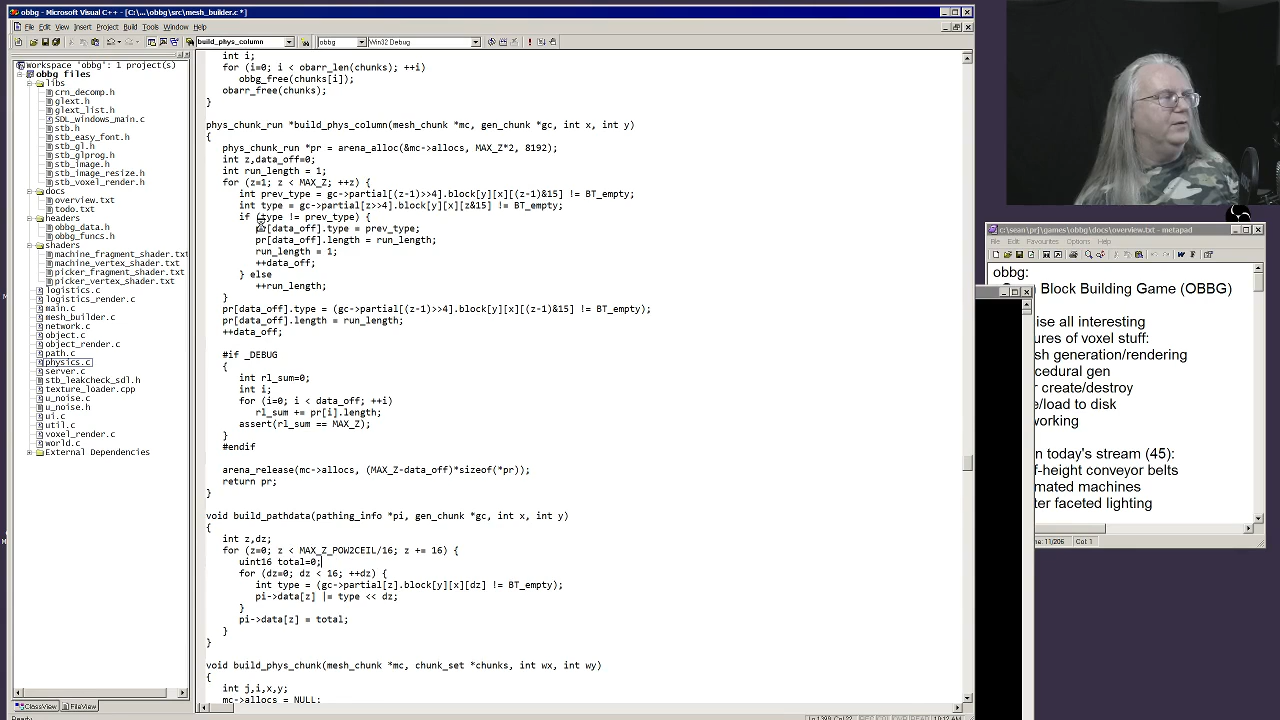 obbg - Microsoft Visual C++ - [C:\...\obbg\src\mesh_builder.c *]
File Edit View Insert Project Build Tools Window Help
build_phys_column
obbg
Win32 Debug
Workspace 'obbg': 1 project(s)
obbg files
libs
crn_decomp.h
glext.h
glext_list.h
SDL_windows_main.c
stb.h
stb_easy_font.h
stb_gl.h
stb_glprog.h
stb_image.h
stb_image_resize.h
stb_voxel_render.h
docs
overview.txt
todo.txt
headers
obbg_data.h
obbg_funcs.h
shaders
machine_fragment_shader.txt
machine_vertex_shader.txt
picker_fragment_shader.txt
picker_vertex_shader.txt
logistics.c
logistics_render.c
main.c
mesh_builder.c
network.c
object.c
object_render.c
path.c
physics.c
server.c
stb_leakcheck_sdl.h
texture_loader.cpp
u_noise.c
u_noise.h
ui.c
util.c
voxel_render.c
world.c
External Dependencies
ClassView
FileView
Ready
int i;
for (i=0; i < obarr_len(chunks); ++i)
obbg_free(chunks[i]);
obarr_free(chunks);
}
phys_chunk_run *build_phys_column(mesh_chunk *mc, gen_chunk *gc, int x, int y)
{
phys_chunk_run *pr = arena_alloc(&mc->allocs, MAX_Z*2, 8192);
int z,data_off=0;
int run_length = 1;
for (z=1; z < MAX_Z; ++z) {
int prev_type = gc->partial[(z-1)>>4].block[y][x][(z-1)&15] != BT_empty;
int type = gc->partial[z>>4].block[y][x][z&15] != BT_empty;
if (type != prev_type) {
pr[data_off].type = prev_type;
pr[data_off].length = run_length;
run_length = 1;
++data_off;
} else
++run_length;
}
pr[data_off].type = (gc->partial[(z-1)>>4].block[y][x][(z-1)&15] != BT_empty);
pr[data_off].length = run_length;
++data_off;
#if _DEBUG
{
int rl_sum=0;
int i;
for (i=0; i < data_off; ++i)
rl_sum += pr[i].length;
assert(rl_sum == MAX_Z);
}
#endif
arena_release(mc->allocs, (MAX_Z-data_off)*sizeof(*pr));
return pr;
}
void build_pathdata(pathing_info *pi, gen_chunk *gc, int x, int y)
{
int z,dz;
for (z=0; z < MAX_Z_POW2CEIL/16; z += 16) {
uint16 total=0;
for (dz=0; dz < 16; ++dz) {
int type = (gc->partial[z].block[y][x][dz] != BT_empty);
pi->data[z] |= type << dz;
}
pi->data[z] = total;
}
}
void build_phys_chunk(mesh_chunk *mc, chunk_set *chunks, int wx, int wy)
{
int j,i,x,y;
mc->allocs = NULL;
c:\sean\prj\games\obbg\docs\overview.txt - metapad
File Edit Favourites Options Help
obbg:
Block Building Game (OBBG)
ise all interesting
ures of voxel stuff:
sh generation/rendering
cedural gen
r create/destroy
e/load to disk
working
n today's stream (45):
f-height conveyor belts
mated machines
ter faceted lighting
ne: 11/206
Col 1